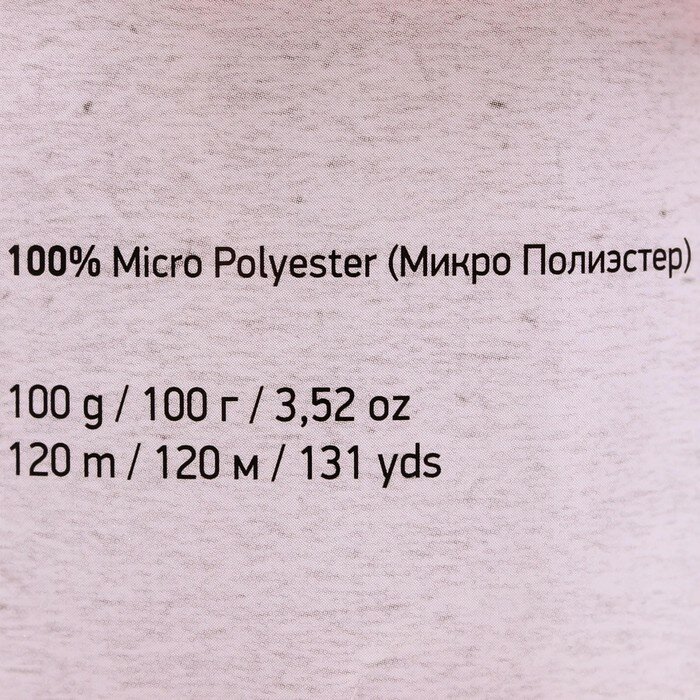 100% Micro Polyester (Микро Полиэстер)
100 g / 100 г / 3,52 oz
120 m / 120 м / 131 yds